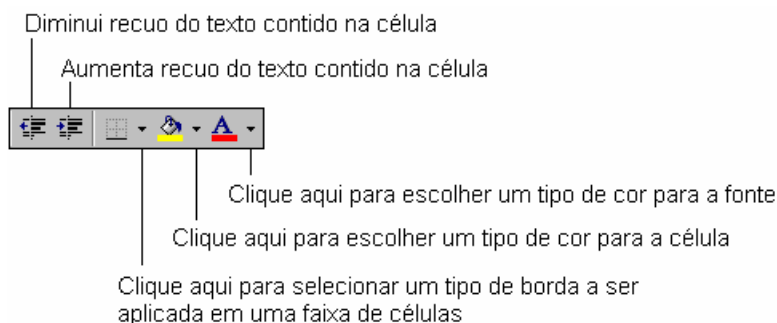 Diminui recuo do texto contido na célula
Aumenta recuo do texto contido na célula
A
Clique aqui para escolher um tipo de cor para a fonte
Clique aqui para escolher um tipo de cor para a célula
Clique aqui para selecionar um tipo de borda a ser
aplicada em uma faixa de células